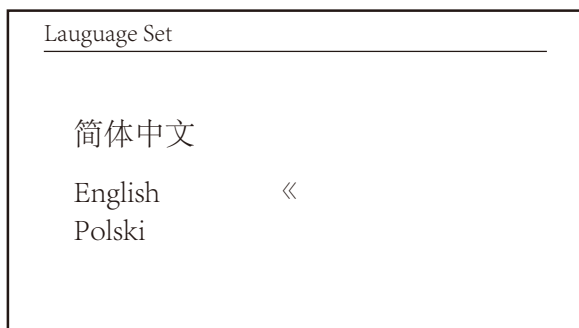 Lauguage Set
简体中文
English 《
Polski